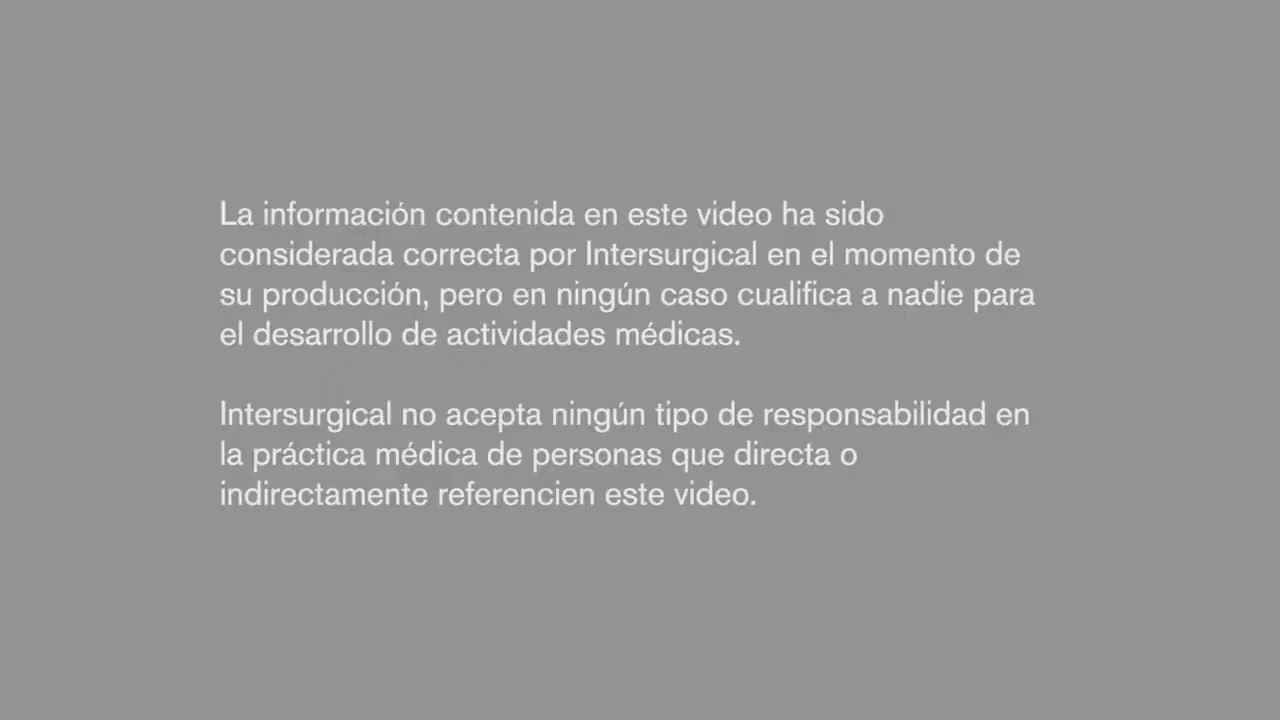 La información contenida en este video ha sido
considerada correcta por Intersurgical en el momento de
su producción, pero en ningún caso cualifica a nadie para
el desarrollo de actividades médicas.
Intersurgical no acepta ningún tipo de responsabilidad en
la práctica médica de personas que directa o
indirectamente referencien este video.